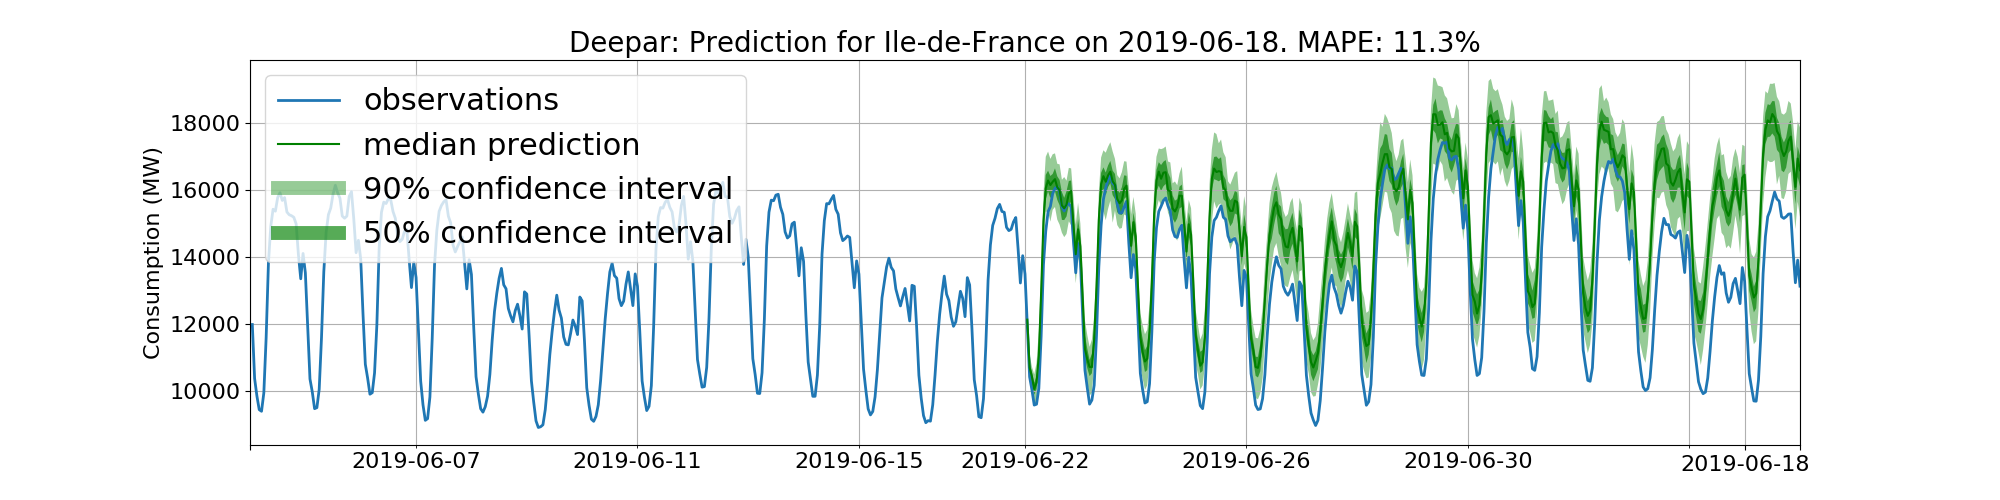 Deepar: Prediction for Ile-de-France on 2019-06-18. MAPE: 11.3%
observations
median prediction
90% confidence interval
50% confidence interval
Consumption (MW)
18000
16000
14000
12000
10000
2019-06-07
2019-06-11
2019-06-15
2019-06-22
2019-06-26
2019-06-30
2019-06-18